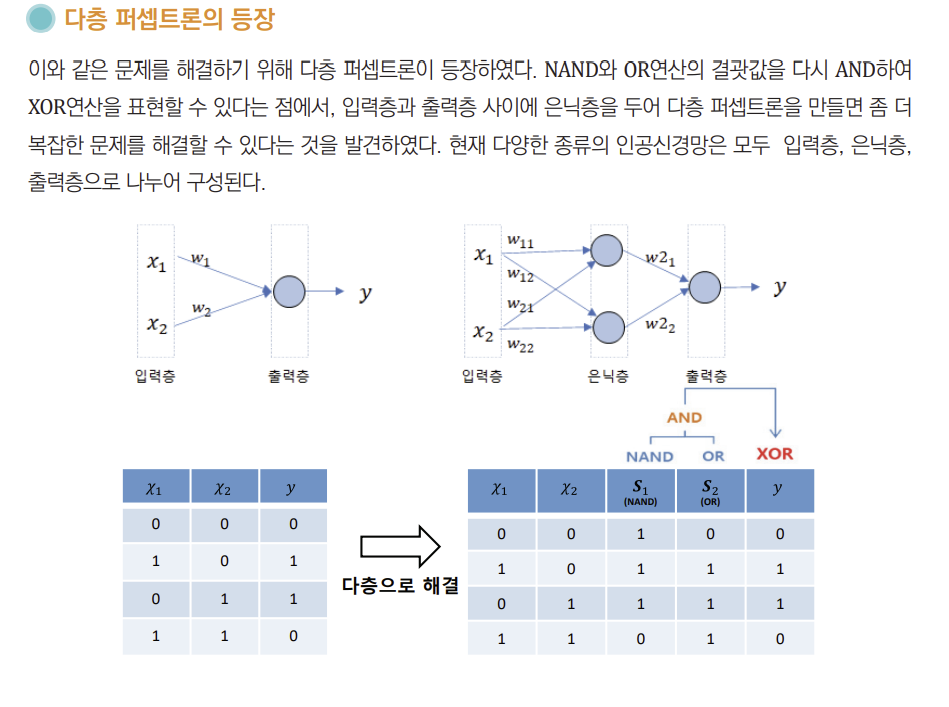 다층 퍼셉트론의 등장
이와 같은 문제를 해결하기 위해 다층 퍼셉트론이 등장하였다. NAND와 OR연산의 결괏값을 다시 AND하여
XOR연산을 표현할 수 있다는 점에서, 입력층과 출력층 사이에 은닉층을 두어 다층 퍼셉트론을 만들면 좀 더
복잡한 문제를 해결할 수 있다는 것을 발견하였다. 현재 다양한 종류의 인공신경망은 모두 입력층, 은닉층,
출력층으로 나누어 구성된다.
x₁ w₁
x₂ w₂
y
입력층 출력층
x₁ w₁₁
w₁₂
w₂₁
x₂ w₂₂
w2₁
w2₂
y
입력층 은닉층 출력층
AND
NAND OR XOR
χ₁ χ₂ y
0 0 0
1 0 1
0 1 1
1 1 0
다층으로 해결
χ₁ χ₂ S₁ S₂ y
(NAND) (OR)
0 0 1 0 0
1 0 1 1 1
0 1 1 1 1
1 1 0 1 0